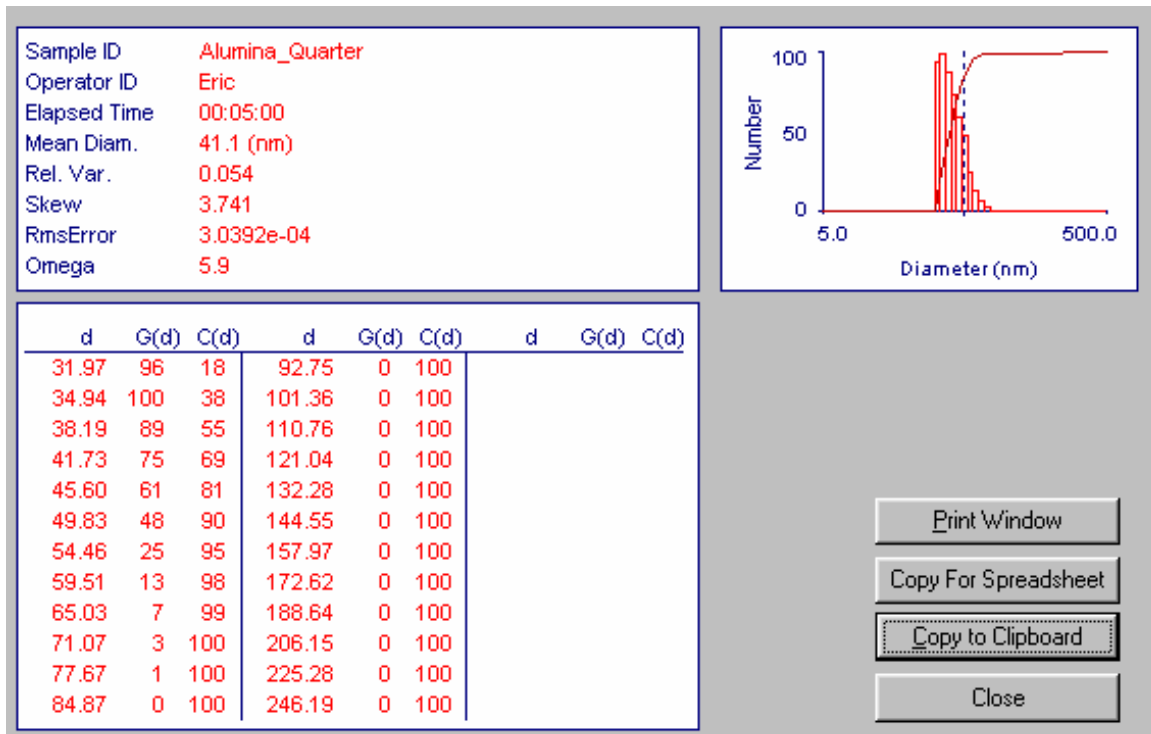 Sample ID Alumina_Quarter
Operator ID Eric
Elapsed Time 00:05:00
Mean Diam. 41.1 (nm)
Rel. Var. 0.054
Skew 3.741
RmsError 3.0392e-04
Omega 5.9
100
50
0
Number
5.0 500.0
Diameter (nm)
d G(d) C(d) d G(d) C(d) d G(d) C(d)
31.97 96 18 92.75 0 100
34.94 100 38 101.36 0 100
38.19 89 55 110.76 0 100
41.73 75 69 121.04 0 100
45.60 61 81 132.28 0 100
49.83 48 90 144.55 0 100
54.46 25 95 157.97 0 100
59.51 13 98 172.62 0 100
65.03 7 99 188.64 0 100
71.07 3 100 206.15 0 100
77.67 1 100 225.28 0 100
84.87 0 100 246.19 0 100
Print Window
Copy For Spreadsheet
Copy to Clipboard
Close